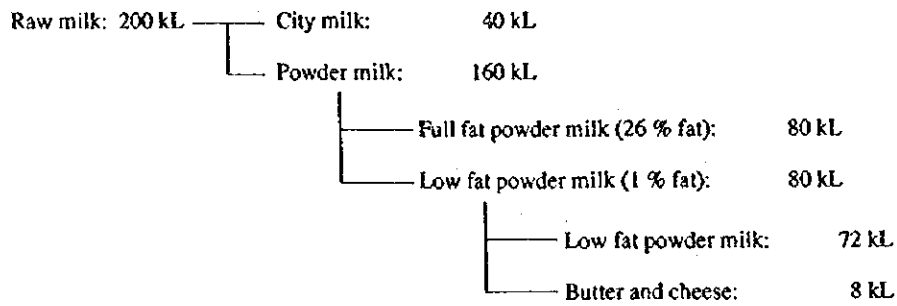 Raw milk: 200 kL City milk: 40 kL
Powder milk: 160 kL
Full fat powder milk (26 % fat): 80 kL
Low fat powder milk (1 % fat): 80 kL
Low fat powder milk: 72 kL
Butter and cheese: 8 kL